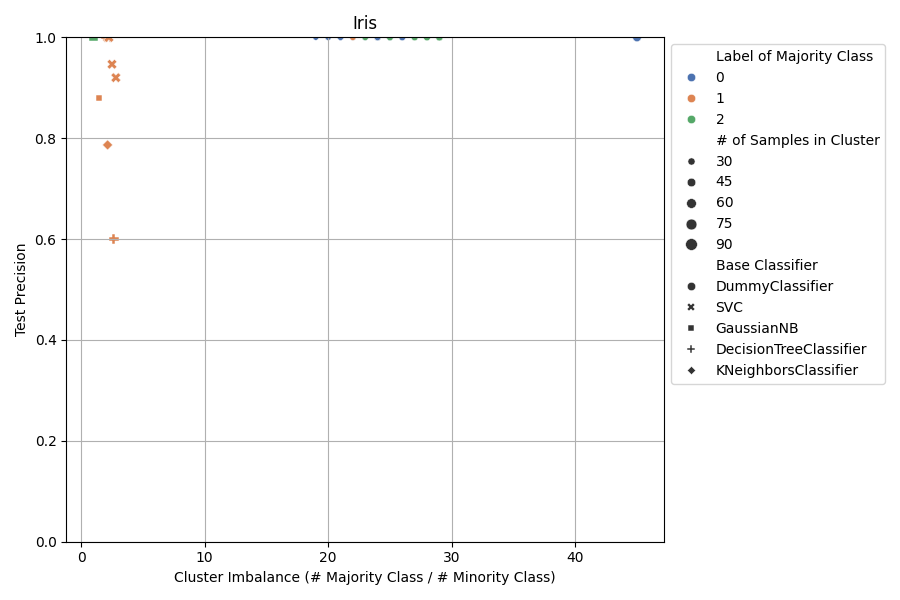 Iris
1.0
0.8
0.6
0.4
0.2
0.0
Test Precision
0
10
20
30
40
Cluster Imbalance (# Majority Class / # Minority Class)
Label of Majority Class
0
1
2
# of Samples in Cluster
30
45
60
75
90
Base Classifier
DummyClassifier
SVC
GaussianNB
DecisionTreeClassifier
KNeighborsClassifier